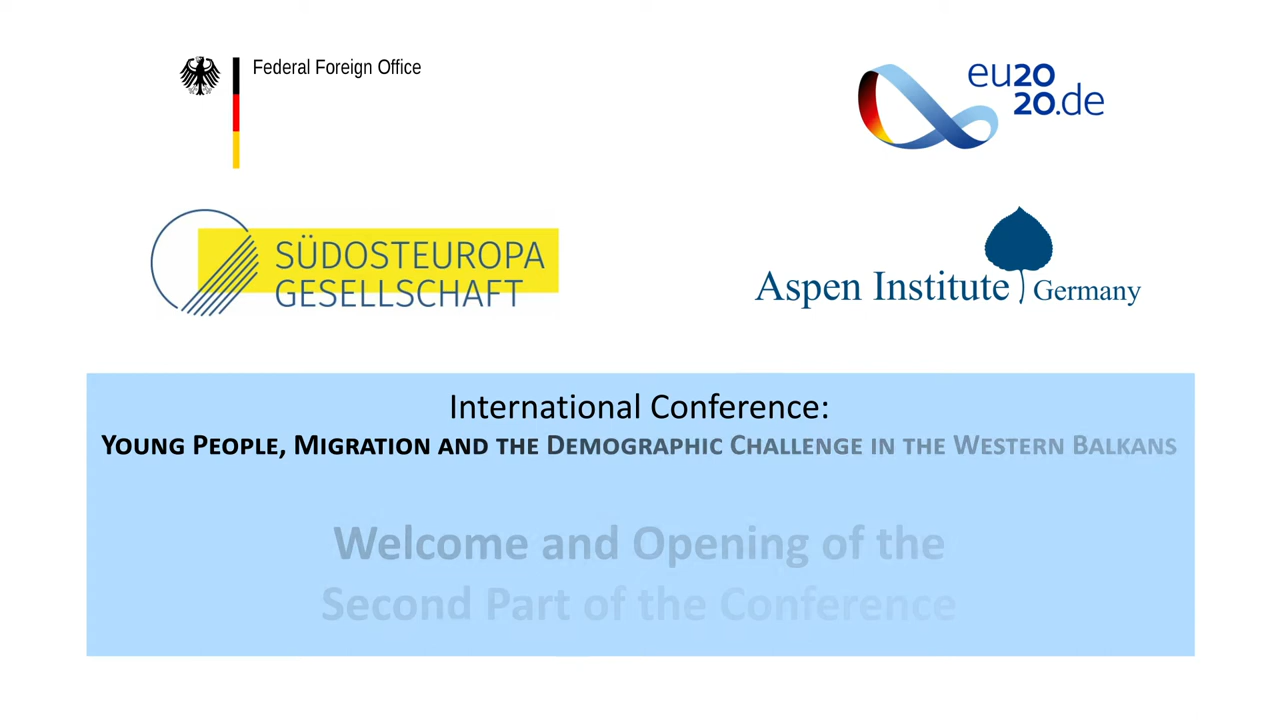 Federal Foreign Office
eu20
20.de
SÜDOSTEUROPA
GESELLSCHAFT
Aspen Institute Germany
International Conference:
Young People, Migration and the Demographic Challenge in the Western Balkans
Welcome and Opening of the
Second Part of the Conference